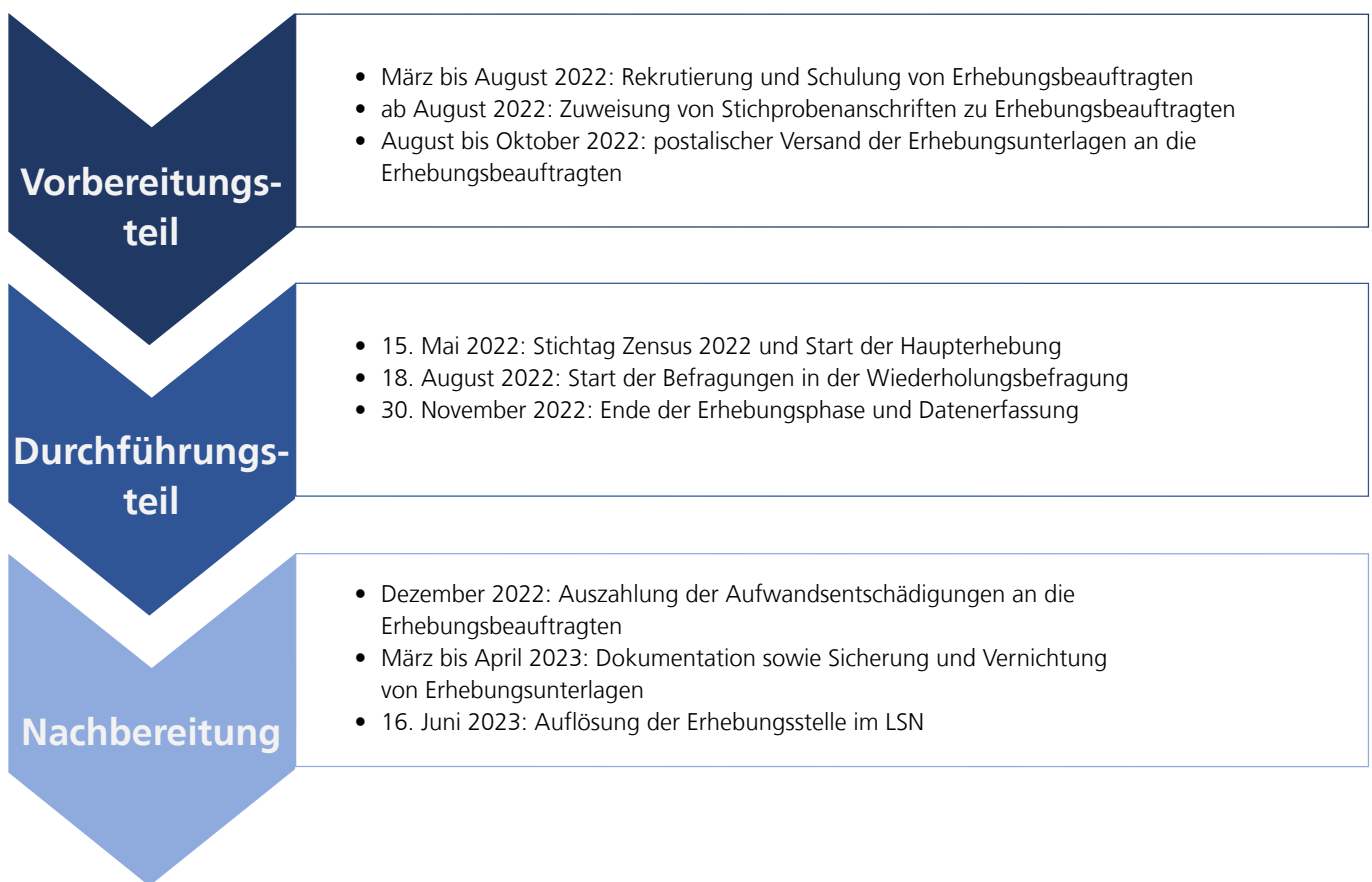 Vorbereitungs-
teil
• März bis August 2022: Rekrutierung und Schulung von Erhebungsbeauftragten
• ab August 2022: Zuweisung von Stichprobenanschriften zu Erhebungsbeauftragten
• August bis Oktober 2022: postalischer Versand der Erhebungsunterlagen an die
Erhebungsbeauftragten
Durchführungs-
teil
• 15. Mai 2022: Stichtag Zensus 2022 und Start der Haupterhebung
• 18. August 2022: Start der Befragungen in der Wiederholungsbefragung
• 30. November 2022: Ende der Erhebungsphase und Datenerfassung
Nachbereitung
• Dezember 2022: Auszahlung der Aufwandsentschädigungen an die
Erhebungsbeauftragten
• März bis April 2023: Dokumentation sowie Sicherung und Vernichtung
von Erhebungsunterlagen
• 16. Juni 2023: Auflösung der Erhebungsstelle im LSN